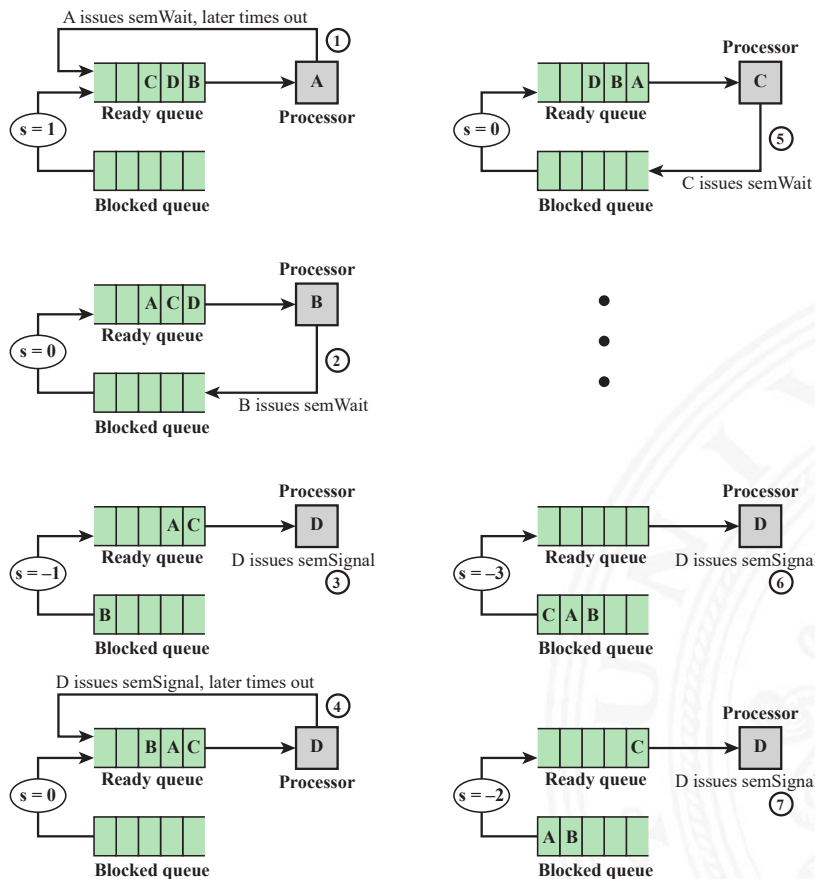 A issues semWait, later times out
1
C D B
A
Ready queue
Processor
s = 1
Blocked queue
Processor
D B A
C
Ready queue
s = 0
5
C issues semWait
Blocked queue
Processor
A C D
B
Ready queue
s = 0
2
B issues semWait
Blocked queue
Processor
A C
D
Ready queue
D issues semSignal
s = –1
3
B
Blocked queue
Processor
D
Ready queue
D issues semSignal
s = –3
6
C A B
Blocked queue
D issues semSignal, later times out
4
B A C
D
Ready queue
Processor
s = 0
Blocked queue
Processor
C
D
Ready queue
D issues semSignal
s = –2
7
A B
Blocked queue